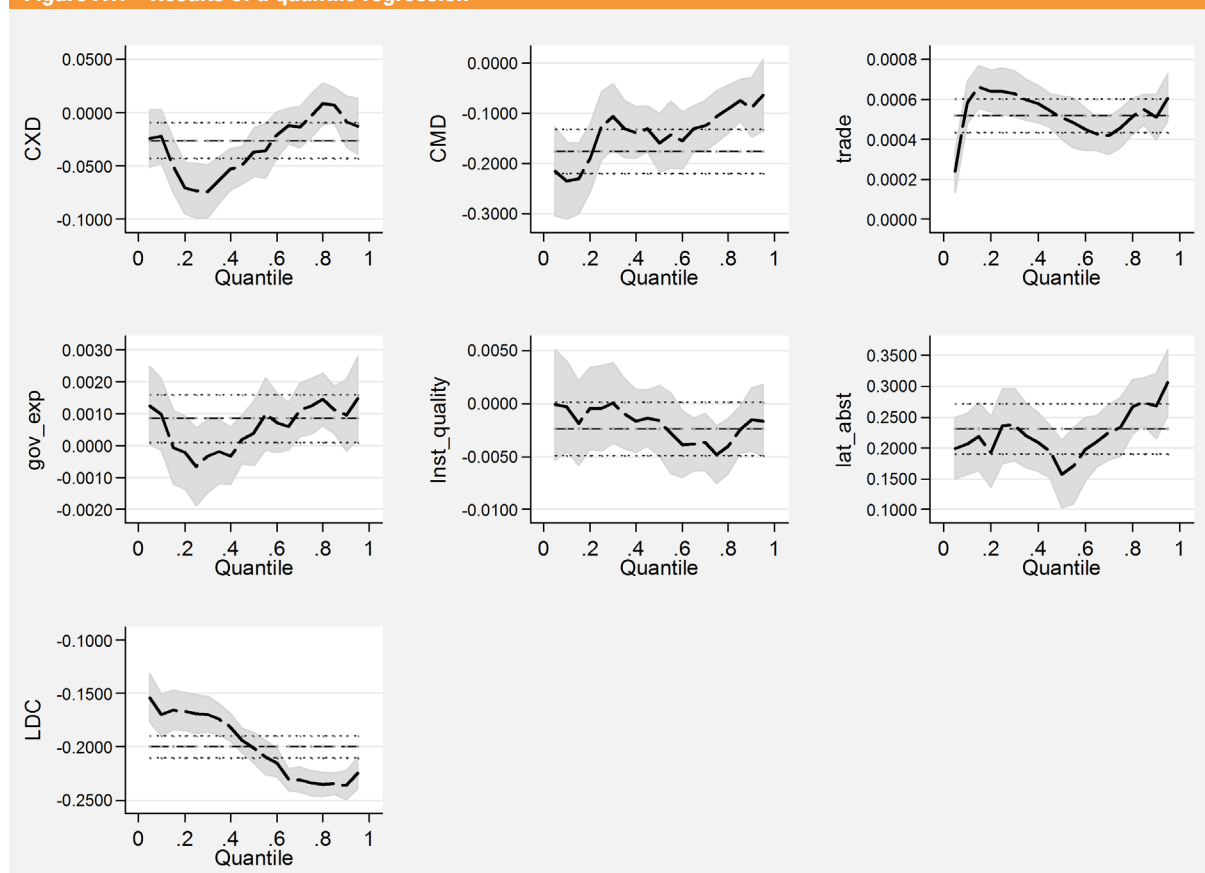 CXD
0.0500
0.0000
-0.0500
-0.1000
0 .2 .4 .6 .8 1
Quantile
CMD
0.0000
-0.1000
-0.2000
-0.3000
0 .2 .4 .6 .8 1
Quantile
trade
0.0008
0.0006
0.0004
0.0002
0.0000
0 .2 .4 .6 .8 1
Quantile
gov_exp
0.0030
0.0020
0.0010
0.0000
-0.0010
-0.0020
0 .2 .4 .6 .8 1
Quantile
Inst_quality
0.0050
0.0000
-0.0050
-0.0100
0 .2 .4 .6 .8 1
Quantile
lat_abst
0.3500
0.3000
0.2500
0.2000
0.1500
0.1000
0 .2 .4 .6 .8 1
Quantile
LDC
-0.1000
-0.1500
-0.2000
-0.2500
0 .2 .4 .6 .8 1
Quantile